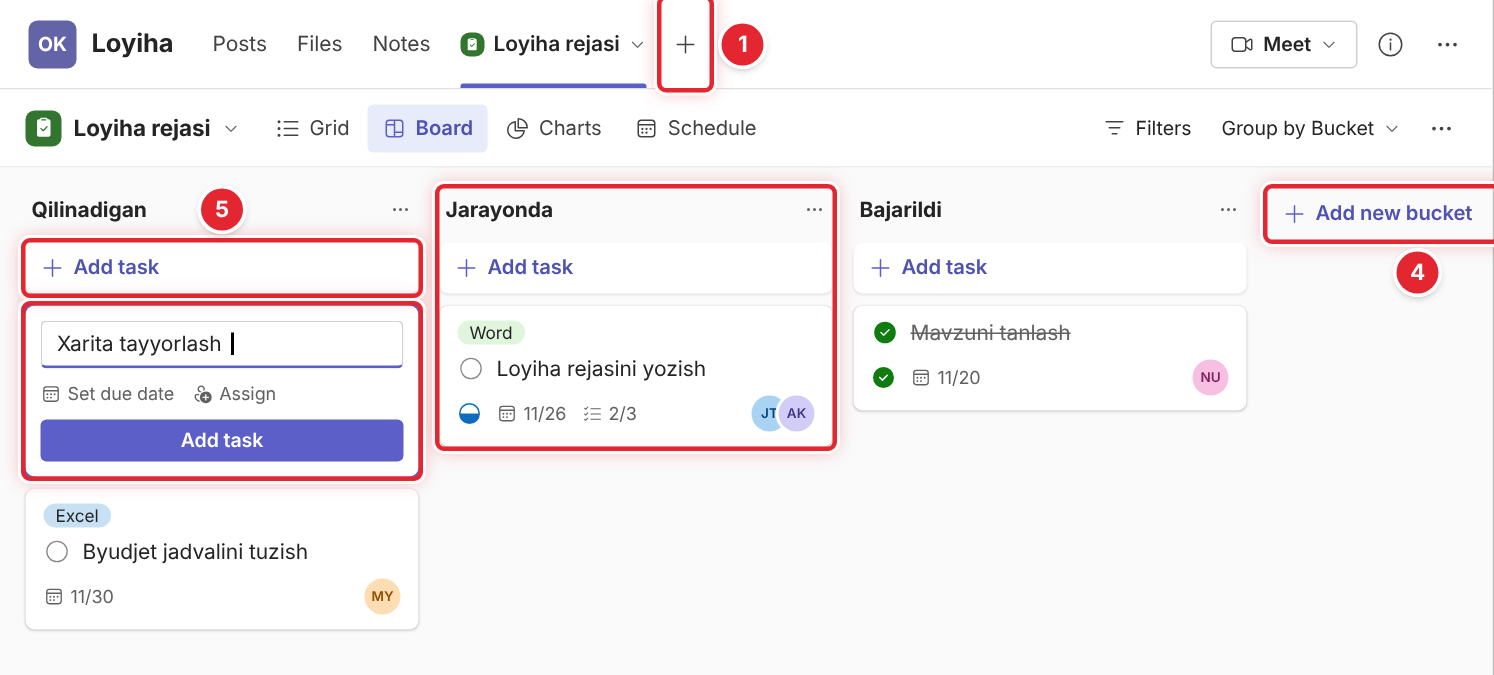 OK Loyiha Posts Files Notes Loyiha rejasi 1 Meet
Loyiha rejasi Grid Board Charts Schedule Filters Group by Bucket
Qilinadigan 5
Add task
Xarita tayyorlash
Set due date Assign
Add task
Excel
Byudjet jadvalini tuzish
11/30 MY
Jarayonda
Add task
Word
Loyiha rejasini yozish
11/26 2/3 JT AK
Bajarildi
Add task
Mavzuni tanlash
11/20 NU
Add new bucket
4